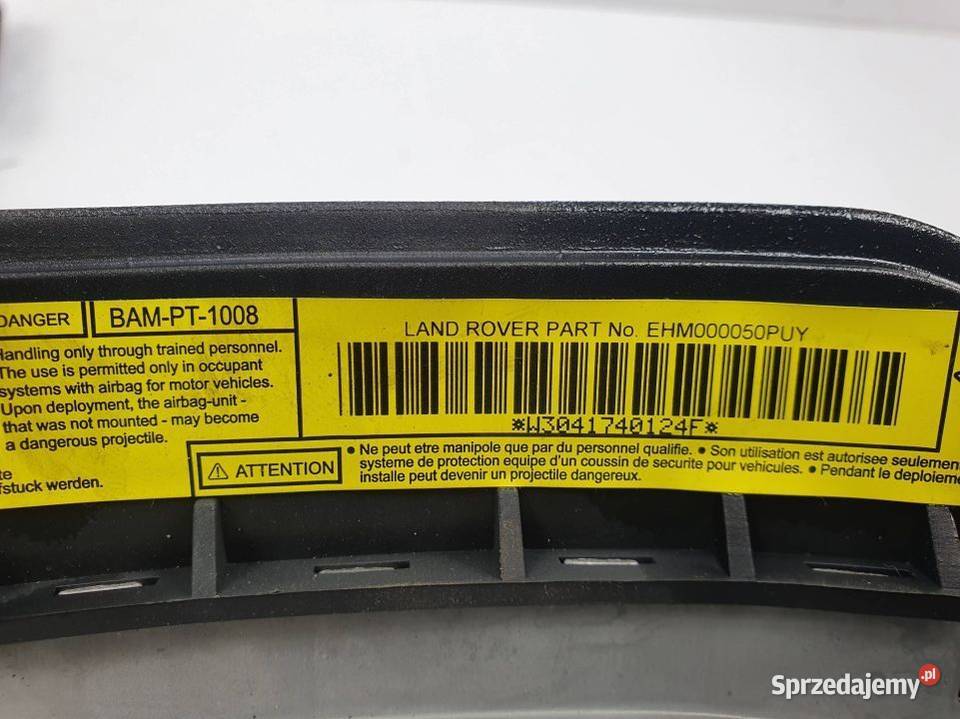 DANGER
BAM-PT-1008
Handling only through trained personnel.
The use is permitted only in occupant
systems with airbag for motor vehicles.
Upon deployment, the airbag-unit -
that was not mounted - may become
a dangerous projectile.
fstuck werden.
LAND ROVER PART No. EHM000050PUY
*W3041740124F*
⚠ ATTENTION
• Ne peut etre manipole que par du personnel qualifie. • Son utilisation est autorisee seulement
systeme de protection equipe d'un coussin de securite pour vehicules. • Pendant le deploieme
installe peut devenir un projectile dangereux.
Sprzedajemy.pl